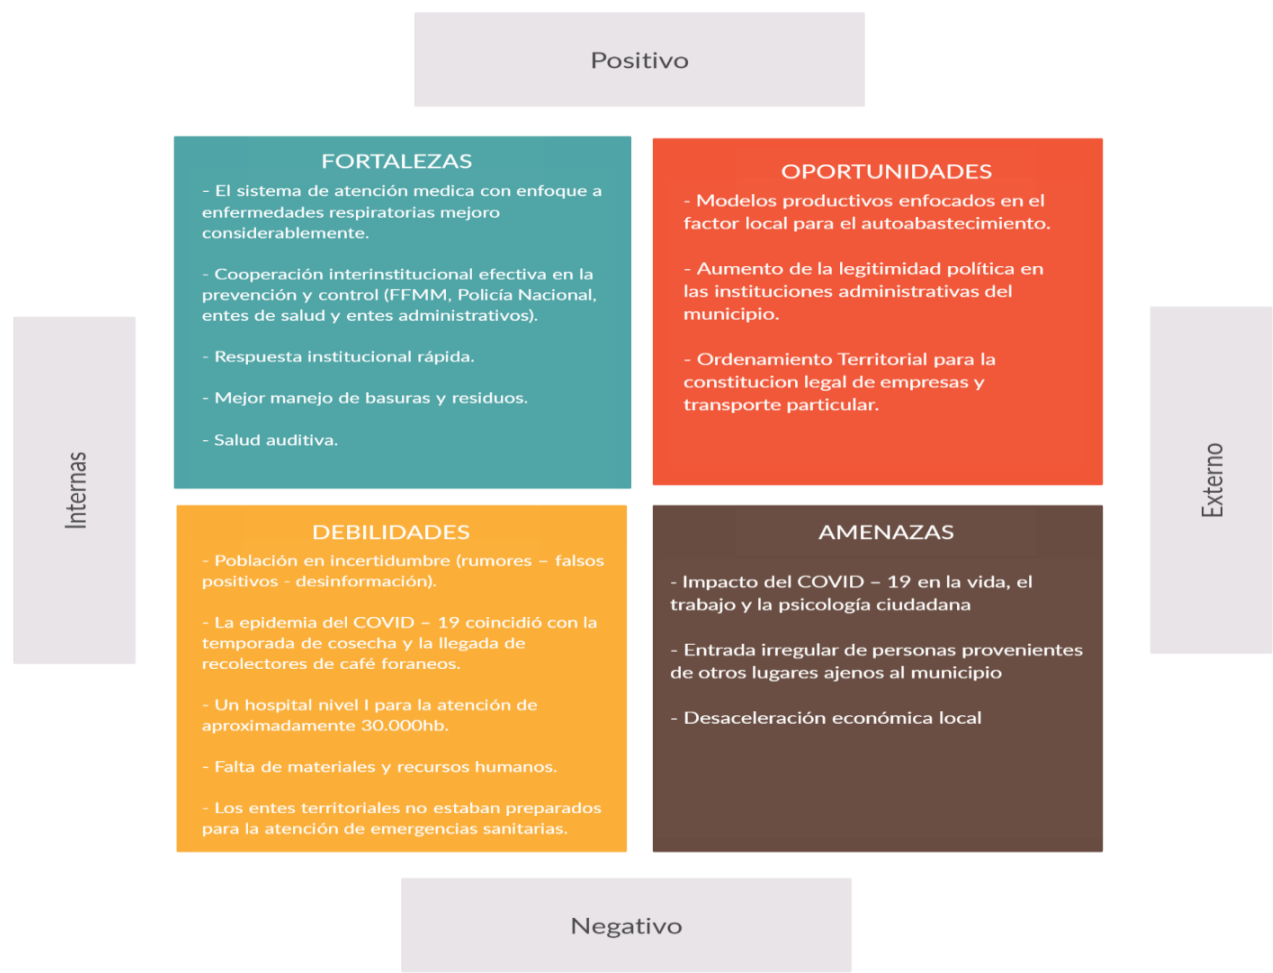 Positivo
FORTALEZAS
- El sistema de atención medica con enfoque a
enfermedades respiratorias mejoro
considerablemente.
- Cooperación interinstitucional efectiva en la
prevención y control (FFMM, Policía Nacional,
entes de salud y entes administrativos).
- Respuesta institucional rápida.
- Mejor manejo de basuras y residuos.
- Salud auditiva.
OPORTUNIDADES
- Modelos productivos enfocados en el
factor local para el autoabastecimiento.
- Aumento de la legitimidad política en
las instituciones administrativas del
municipio.
- Ordenamiento Territorial para la
constitucion legal de empresas y
transporte particular.
Internas
Externo
DEBILIDADES
- Población en incertidumbre (rumores – falsos
positivos - desinformación).
- La epidemia del COVID – 19 coincidió con la
temporada de cosecha y la llegada de
recolectores de café foraneos.
- Un hospital nivel I para la atención de
aproximadamente 30.000hb.
- Falta de materiales y recursos humanos.
- Los entes territoriales no estaban preparados
para la atención de emergencias sanitarias.
AMENAZAS
- Impacto del COVID – 19 en la vida, el
trabajo y la psicología ciudadana
- Entrada irregular de personas provenientes
de otros lugares ajenos al municipio
- Desaceleración económica local
Negativo